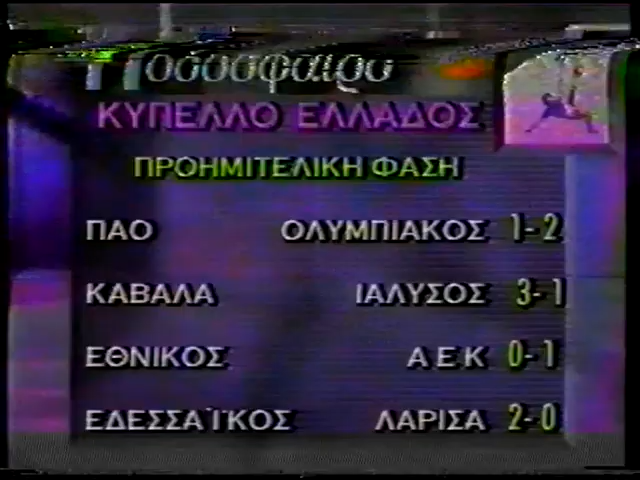 Ποδοσφαίρου
ΚΥΠΕΛΛΟ ΕΛΛΑΔΟΣ
ΠΡΟΗΜΙΤΕΛΙΚΗ ΦΑΣΗ
ΠΑΟ ΟΛΥΜΠΙΑΚΟΣ 1-2
ΚΑΒΑΛΑ ΙΑΛΥΣΟΣ 3-1
ΕΘΝΙΚΟΣ ΑΕΚ 0-1
ΕΔΕΣΣΑΪΚΟΣ ΛΑΡΙΣΑ 2-0